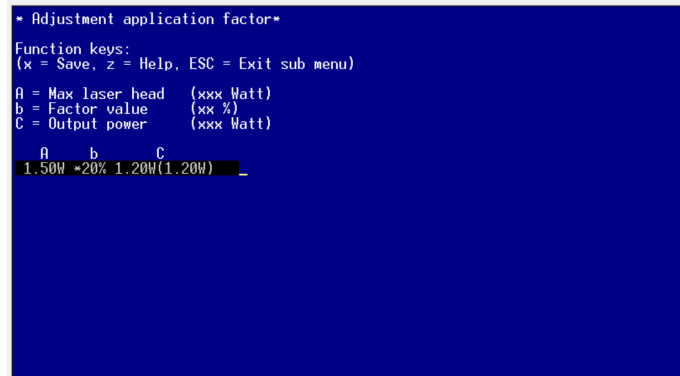 * Adjustment application factor*
Function keys:
(x = Save, z = Help, ESC = Exit sub menu)
A = Max laser head (xxx Watt)
b = Factor value (xx %)
C = Output power (xxx Watt)
A b C
1.50W *20% 1.20W(1.20W) _